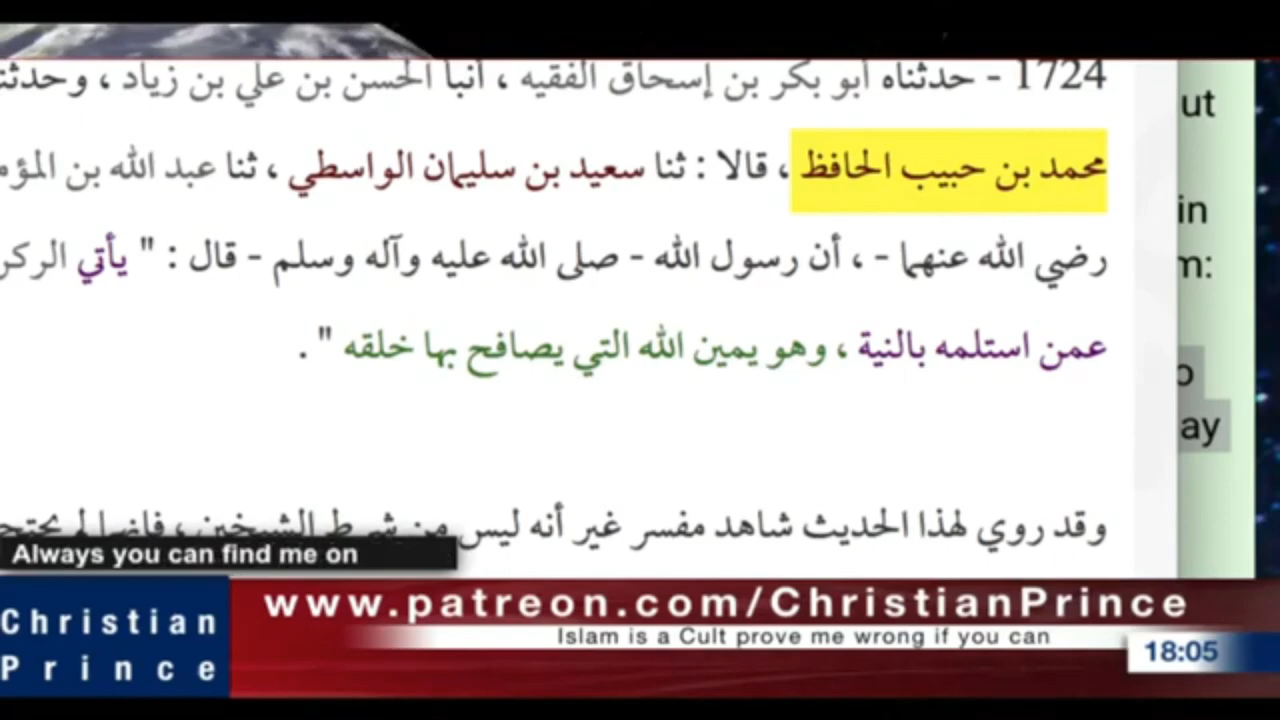 1724 - حدثناه أبو بكر بن إسحاق الفقيه ، أنبأ الحسن بن علي بن زياد ،
ut
محمد بن حبيب الحافظ ، قالا : ثنا سعيد بن سليمان الواسطي ، ثنا عبد الله بن
in
رضي الله عنهما - ، أن رسول الله - صلى الله عليه وآله وسلم - قال : " يأتي
m:
عمن استلمه بالنية ، وهو يمين الله التي يصافح بها خلقه " .
o
ay
وقد روي لهذا الحديث شاهد مفسر غير أنه ليس من شرط الشيخين ،
Always you can find me on
Christian Prince
www.patreon.com/ChristianPrince
Islam is a Cult prove me wrong if you can
18:05